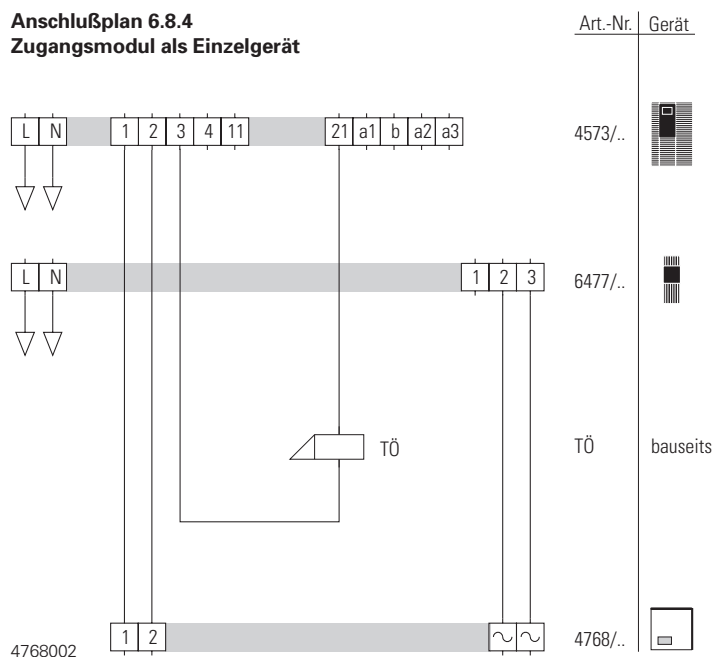 Anschlußplan 6.8.4
Zugangsmodul als Einzelgerät
Art.-Nr. Gerät
L N 1 2 3 4 11 21 a1 b a2 a3 4573/..
L N 1 2 3 6477/..
TÖ TÖ bauseits
1 2 4768/..
4768002